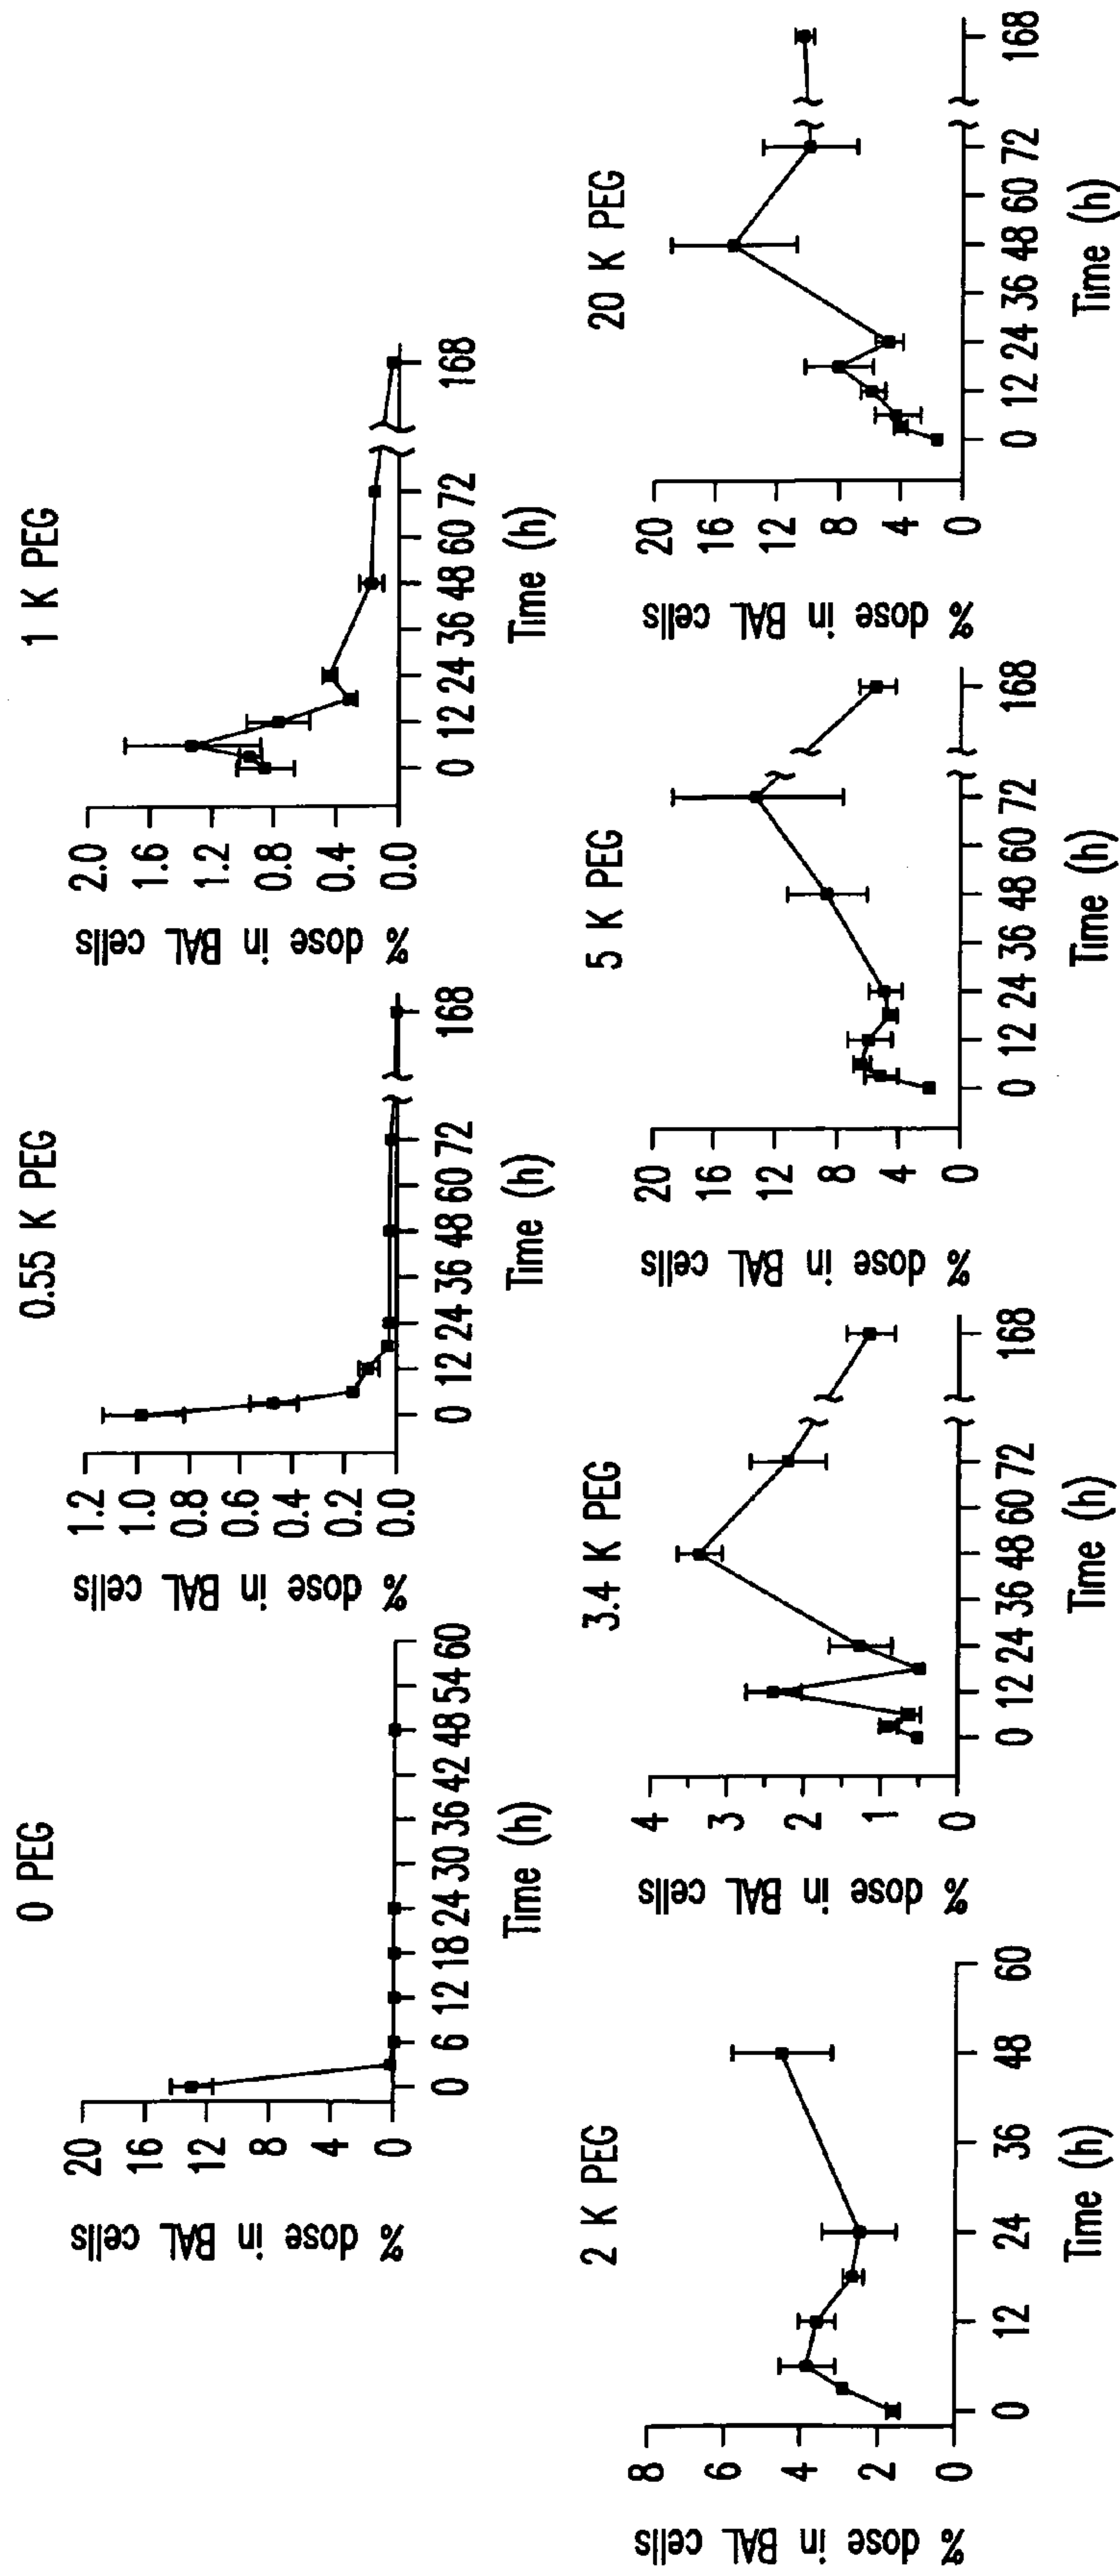 0 PEG
% dose in BAL cells
20
16
12
8
4
0
0 6 12 18 24 30 36 42 48 54 60
Time (h)
0.55 K PEG
% dose in BAL cells
1.2
1.0
0.8
0.6
0.4
0.2
0.0
0 12 24 36 48 60 72 168
Time (h)
1 K PEG
% dose in BAL cells
2.0
1.6
1.2
0.8
0.4
0.0
0 12 24 36 48 60 72 168
Time (h)
2 K PEG
% dose in BAL cells
8
6
4
2
0
0 12 24 36 48 60
Time (h)
3.4 K PEG
% dose in BAL cells
4
3
2
1
0
0 12 24 36 48 60 72 168
Time (h)
5 K PEG
% dose in BAL cells
20
16
12
8
4
0
0 12 24 36 48 60 72 168
Time (h)
20 K PEG
% dose in BAL cells
20
16
12
8
4
0
0 12 24 36 48 60 72 168
Time (h)